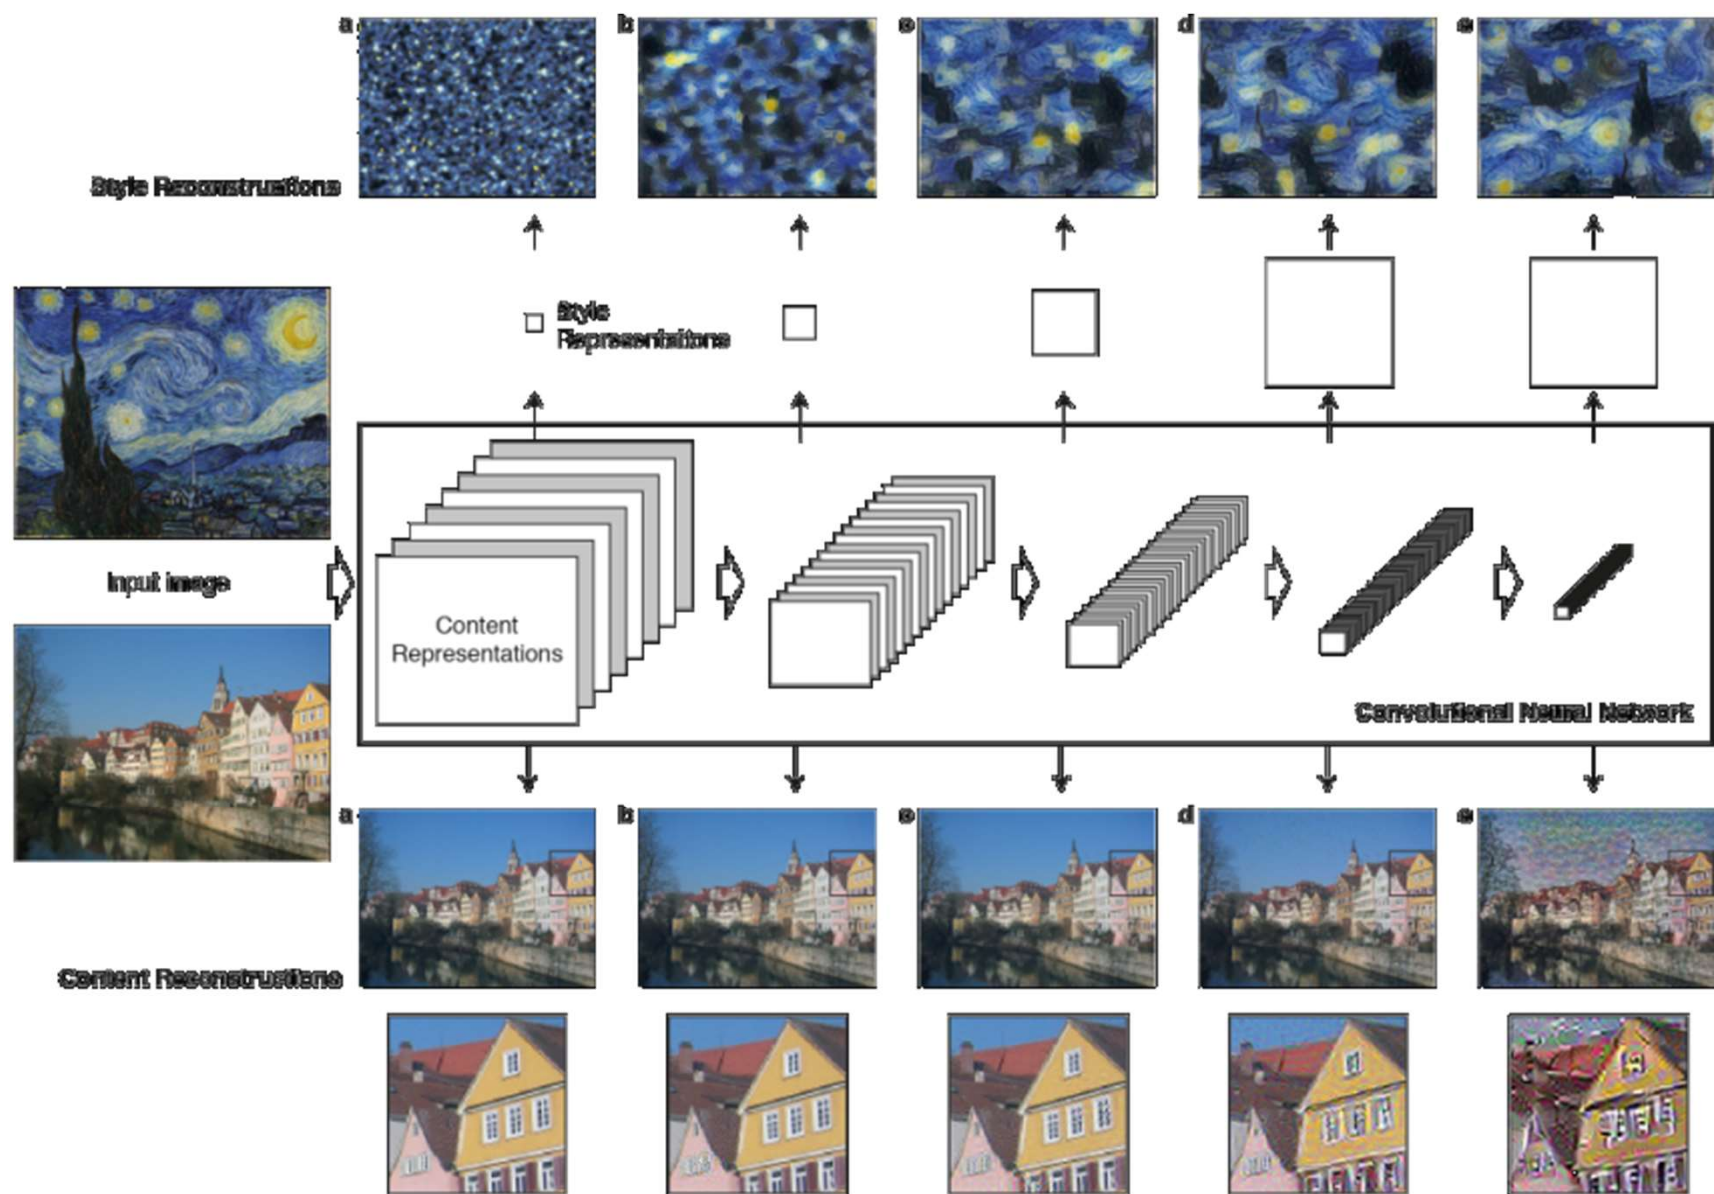 a b c d e
Style Reconstructions
Style
Representations
Input image
Content
Representations
Convolutional Neural Network
a b c d e
Content Reconstructions